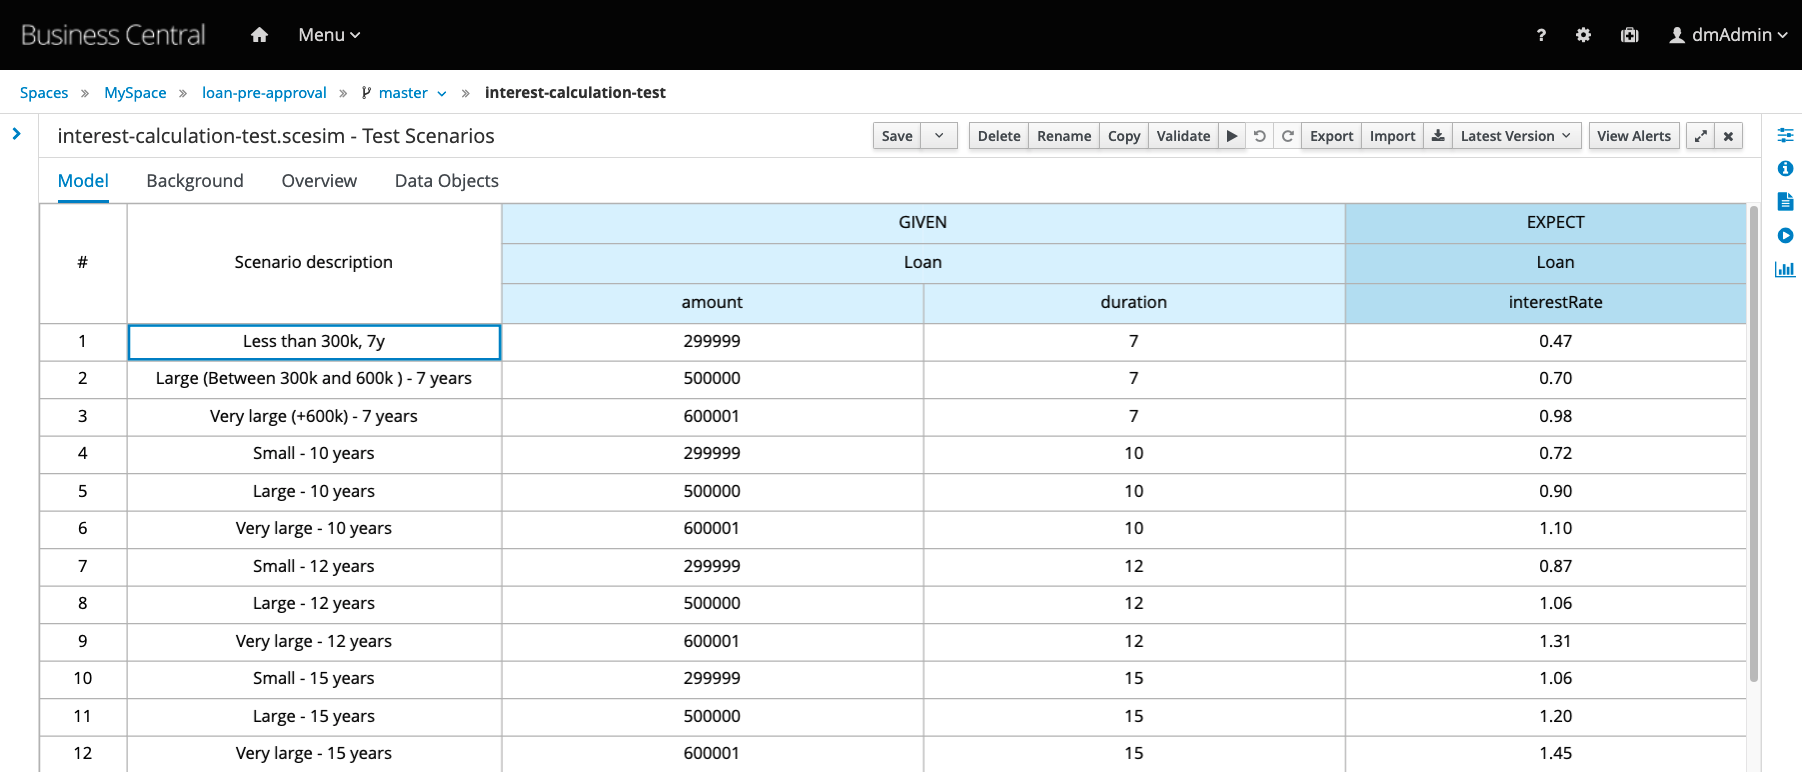 Business Central Menu ? dmAdmin
Spaces » MySpace » loan-pre-approval » master » interest-calculation-test
interest-calculation-test.scesim - Test Scenarios Save Delete Rename Copy Validate Export Import Latest Version View Alerts
Model Background Overview Data Objects
# Scenario description GIVEN EXPECT
Loan Loan
amount duration interestRate
1 Less than 300k, 7y 299999 7 0.47
2 Large (Between 300k and 600k ) - 7 years 500000 7 0.70
3 Very large (+600k) - 7 years 600001 7 0.98
4 Small - 10 years 299999 10 0.72
5 Large - 10 years 500000 10 0.90
6 Very large - 10 years 600001 10 1.10
7 Small - 12 years 299999 12 0.87
8 Large - 12 years 500000 12 1.06
9 Very large - 12 years 600001 12 1.31
10 Small - 15 years 299999 15 1.06
11 Large - 15 years 500000 15 1.20
12 Very large - 15 years 600001 15 1.45